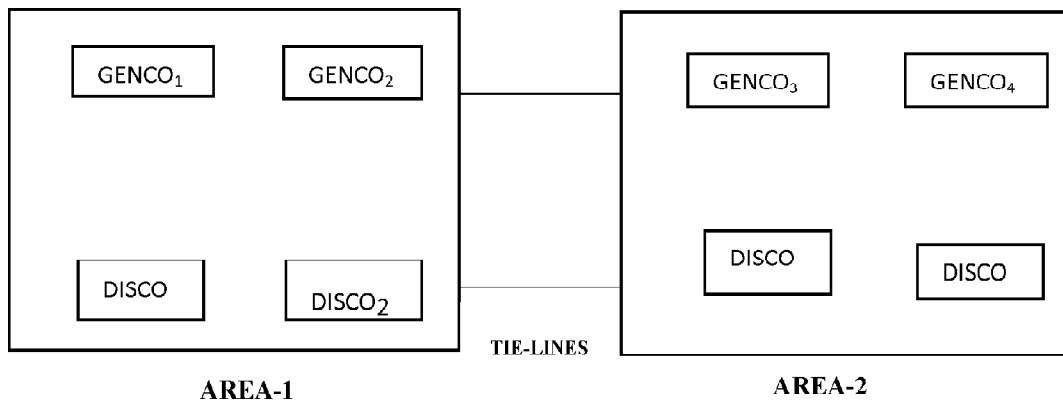 GENCO₁
GENCO₂
GENCO₃
GENCO₄
DISCO
DISCO₂
DISCO
DISCO
TIE-LINES
AREA-1
AREA-2